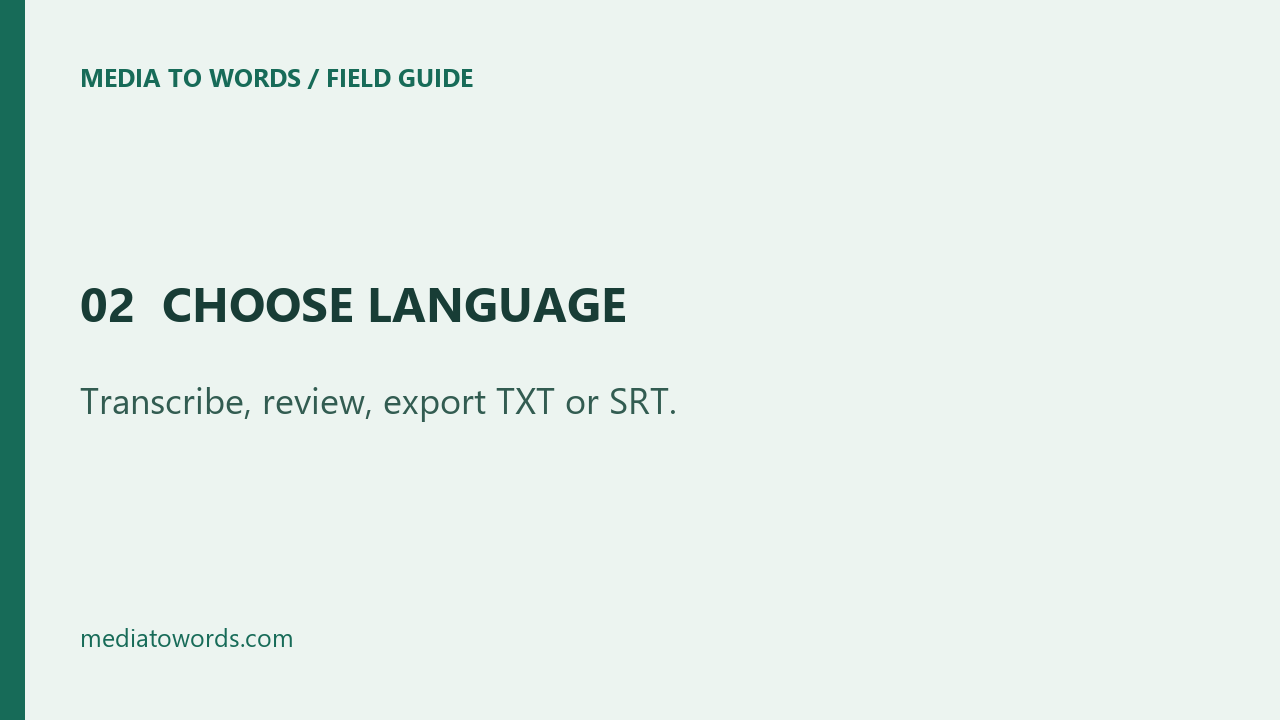 MEDIA TO WORDS / FIELD GUIDE
02 CHOOSE LANGUAGE
Transcribe, review, export TXT or SRT.
mediatowords.com